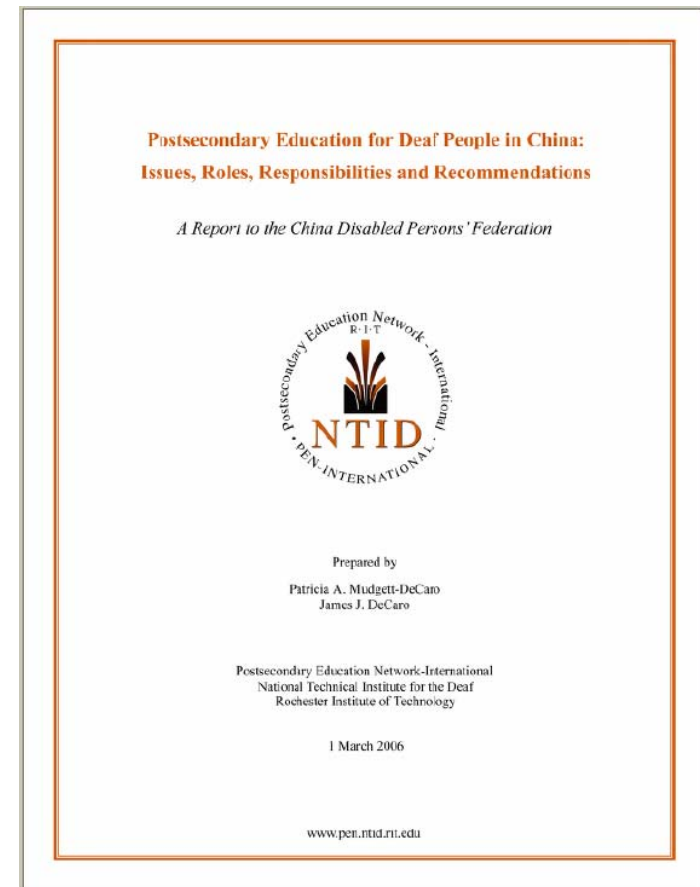 Postsecondary Education for Deaf People in China:
Issues, Roles, Responsibilities and Recommendations
A Report to the China Disabled Persons' Federation
Postsecondary Education Network - International
R·I·T
NTID
• PEN-INTERNATIONAL •
Prepared by
Patricia A. Mudgett-DeCaro
James J. DeCaro
Postsecondary Education Network-International
National Technical Institute for the Deaf
Rochester Institute of Technology
1 March 2006
www.pen.ntid.rit.edu